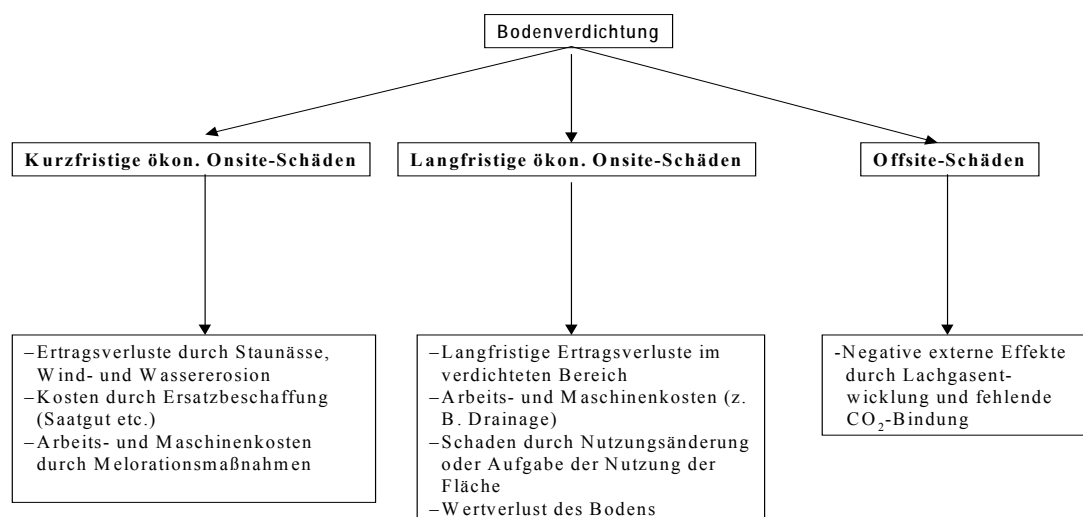 Bodenverdichtung
Kurzfristige ökon. Onsite-Schäden
Langfristige ökon. Onsite-Schäden
Offsite-Schäden
–Ertragsverluste durch Staunässe,
Wind- und Wassererosion
–Kosten durch Ersatzbeschaffung
(Saatgut etc.)
–Arbeits- und Maschinenkosten
durch Melorationsmaßnahmen
–Langfristige Ertragsverluste im
verdichteten Bereich
–Arbeits- und Maschinenkosten (z.
B. Drainage)
–Schaden durch Nutzungsänderung
oder Aufgabe der Nutzung der
Fläche
–Wertverlust des Bodens
-Negative externe Effekte
durch Lachgasent-
wicklung und fehlende
CO₂-Bindung